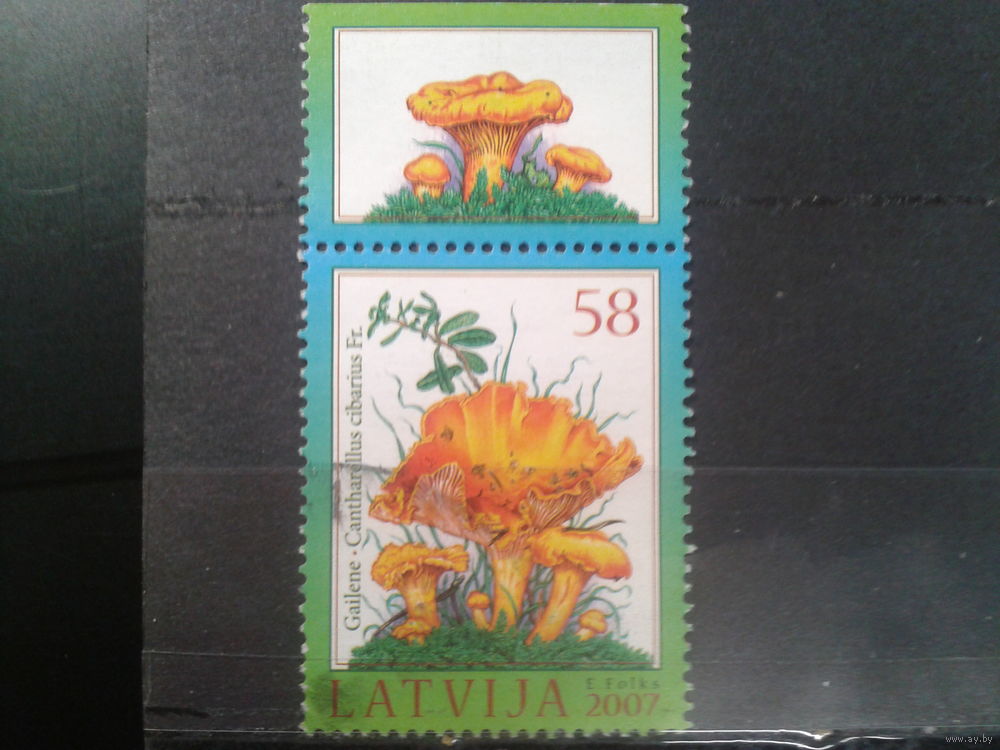 58
Gailene · Cantharellus cibarius Fr.
E. Folks
LATVIJA 2007
www.ay.by